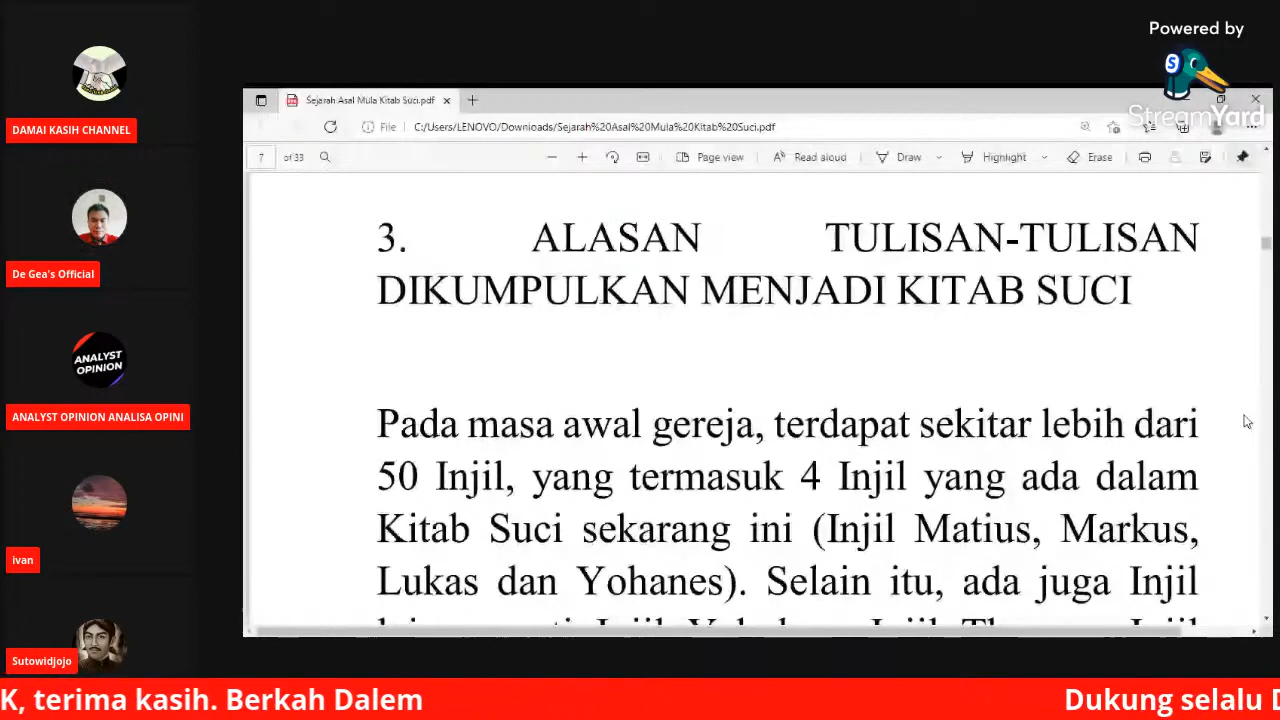 Powered by
StreamYard
DAMAI KASIH CHANNEL
De Gea's Official
ANALYST
OPINION
ANALYST OPINION ANALISA OPINI
ivan
Sutowidjojo
Sejarah Asal Mula Kitab Suci.pdf
File C:/Users/LENOVO/Downloads/Sejarah%20Asal%20Mula%20Kitab%20Suci.pdf
7 of 33 Page view Read aloud Draw Highlight Erase
3. ALASAN TULISAN-TULISAN
DIKUMPULKAN MENJADI KITAB SUCI
Pada masa awal gereja, terdapat sekitar lebih dari
50 Injil, yang termasuk 4 Injil yang ada dalam
Kitab Suci sekarang ini (Injil Matius, Markus,
Lukas dan Yohanes). Selain itu, ada juga Injil
K, terima kasih. Berkah Dalem Dukung selalu D